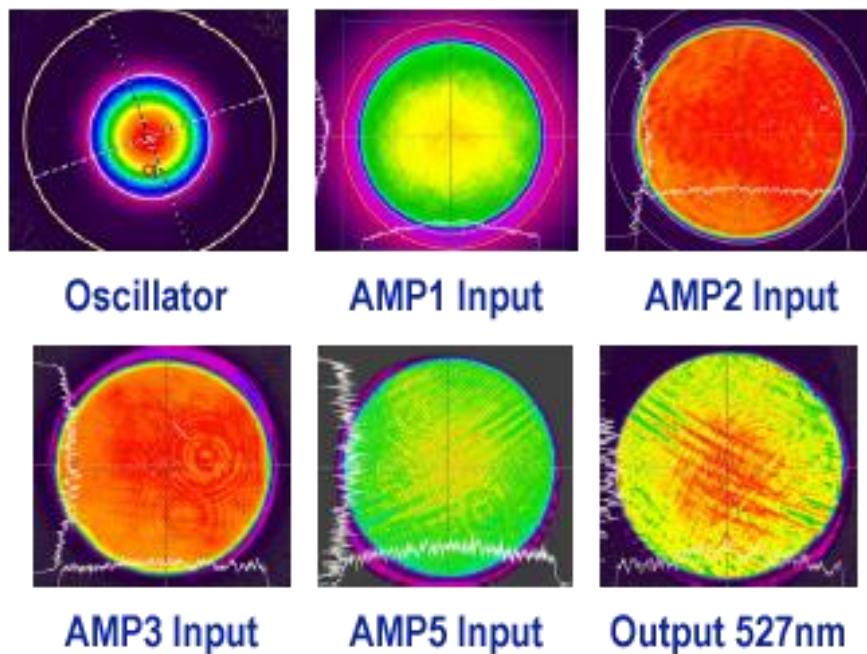 Oscillator
AMP1 Input
AMP2 Input
AMP3 Input
AMP5 Input
Output 527nm